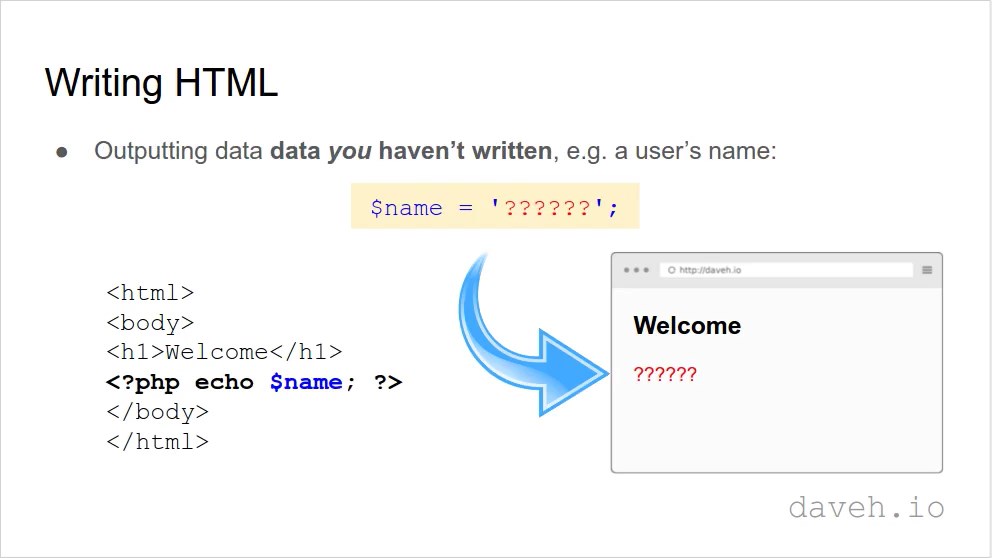 Writing HTML
● Outputting data data you haven’t written, e.g. a user’s name:
$name = '??????';
http://daveh.io
<html>
<body>
<h1>Welcome</h1>
<?php echo $name; ?>
</body>
</html>
Welcome
??????
daveh.io